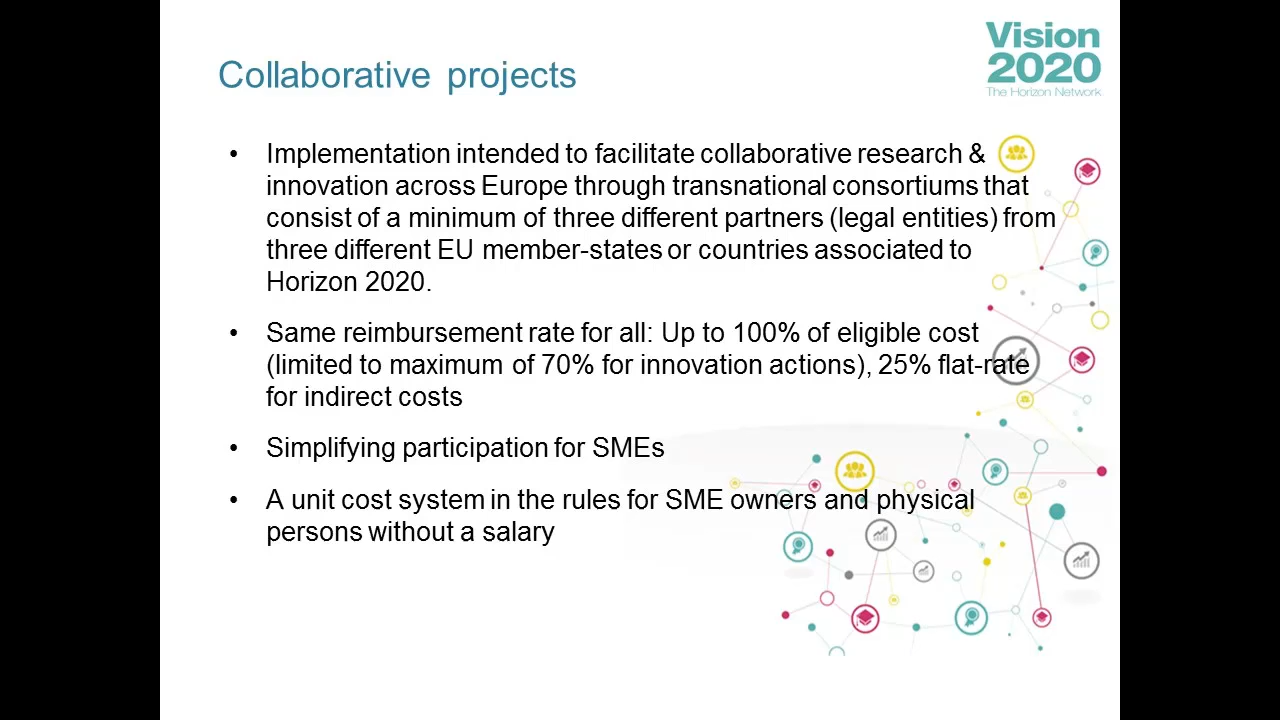 Vision
2020
The Horizon Network
Collaborative projects
• Implementation intended to facilitate collaborative research &
innovation across Europe through transnational consortiums that
consist of a minimum of three different partners (legal entities) from
three different EU member-states or countries associated to
Horizon 2020.
• Same reimbursement rate for all: Up to 100% of eligible cost
(limited to maximum of 70% for innovation actions), 25% flat-rate
for indirect costs
• Simplifying participation for SMEs
• A unit cost system in the rules for SME owners and physical
persons without a salary